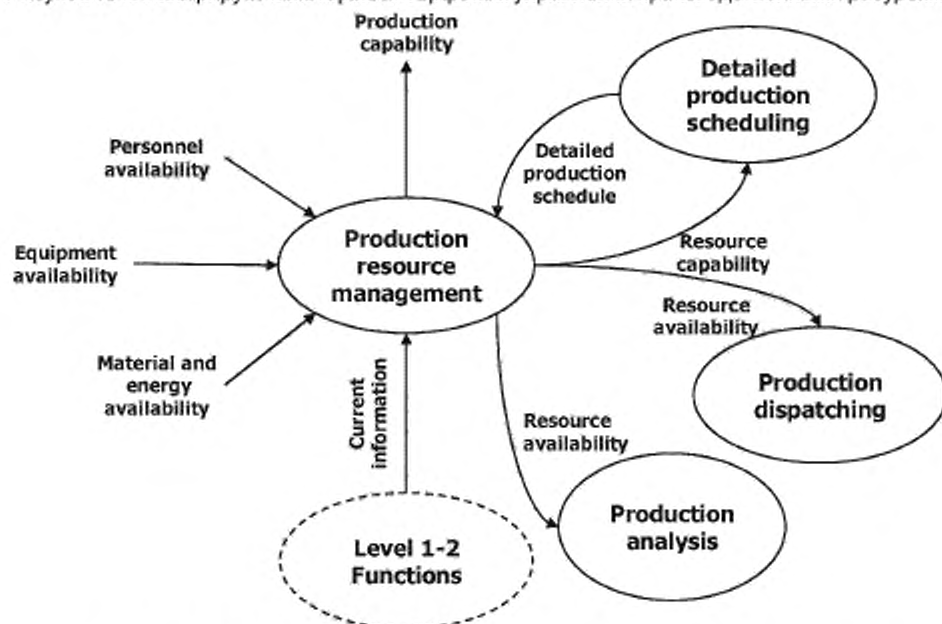 Production
capability
Detailed
production
scheduling
Personnel
availability
Detailed
production
schedule
Production
resource
management
Equipment
availability
Resource
capability
Resource
availability
Material and
energy
availability
Production
dispatching
Current
information
Resource
availability
Production
analysis
Level 1-2
Functions